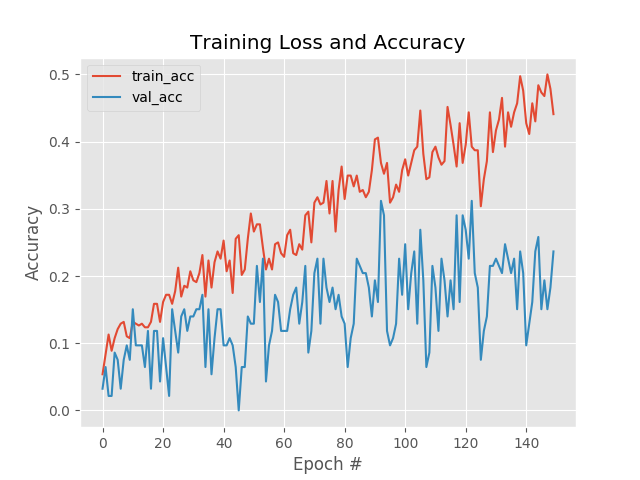 Training Loss and Accuracy
train_acc
val_acc
0.5
0.4
0.3
0.2
0.1
0.0
Accuracy
0 20 40 60 80 100 120 140
Epoch #